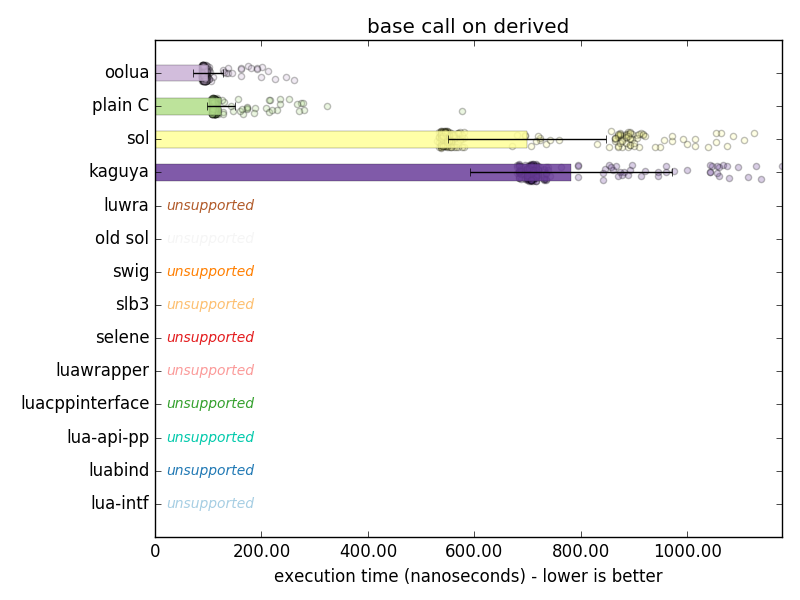 base call on derived
oolua
plain C
sol
kaguya
luwra unsupported
old sol unsupported
swig unsupported
slb3 unsupported
selene unsupported
luawrapper unsupported
luacppinterface unsupported
lua-api-pp unsupported
luabind unsupported
lua-intf unsupported
0 200.00 400.00 600.00 800.00 1000.00
execution time (nanoseconds) - lower is better